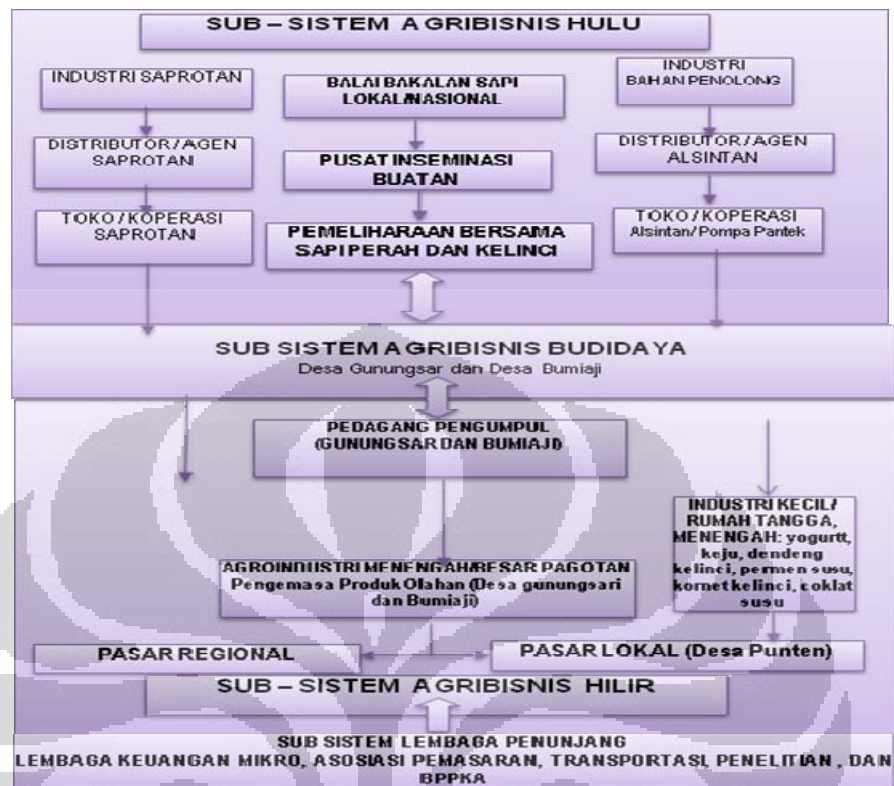 SUB – SISTEM AGRIBISNIS HULU
INDUSTRI SAPROTAN
DISTRIBUTOR / AGEN
SAPROTANI
TOKO / KOPERASI
SAPROTAN
BALAI BAKALAN SAPI
LOKAL/NASIONAL
PUSAT INSEMINASI
BUATAN
PEMELIHARAAN BERSAMA
SAPI PERAH DAN KELINCI
INDUSTRI
BAHAN PENOLONG
DISTRIBUTOR / AGEN
ALSINTAN
TOKO / KOPERASI
Alsintan/Pompa Pantek
SUB SISTEM AGRIBISNIS BUDIDAYA
Desa Gunungsar dan Desa Bumiaji
PEDAGANG PENGUMPUL
(GUNUNGSAR DAN BUMIAJI)
AGROINDUSTRI MENENGAH/BESAR PAGOTAN
Pengemasa Produk Olahan (Desa gunungsari
dan Bumiaji)
INDUSTRI KECIL/
RUMAH TANGGA,
MENENGAH: yogurtt,
keju, dendeng
kelinci, permen susu,
kornet kelinci, coklat
susu
PASAR REGIONAL
PASAR LOKAL (Desa Punten)
SUB – SISTEM AGRIBISNIS HILIR
SUB SISTEM LEMBAGA PENUNJANG
LEMBAGA KEUANGAN MIKRO, ASOSIASI PEMASARAN, TRANSPORTASI, PENELITIAN , DAN
BPPKA